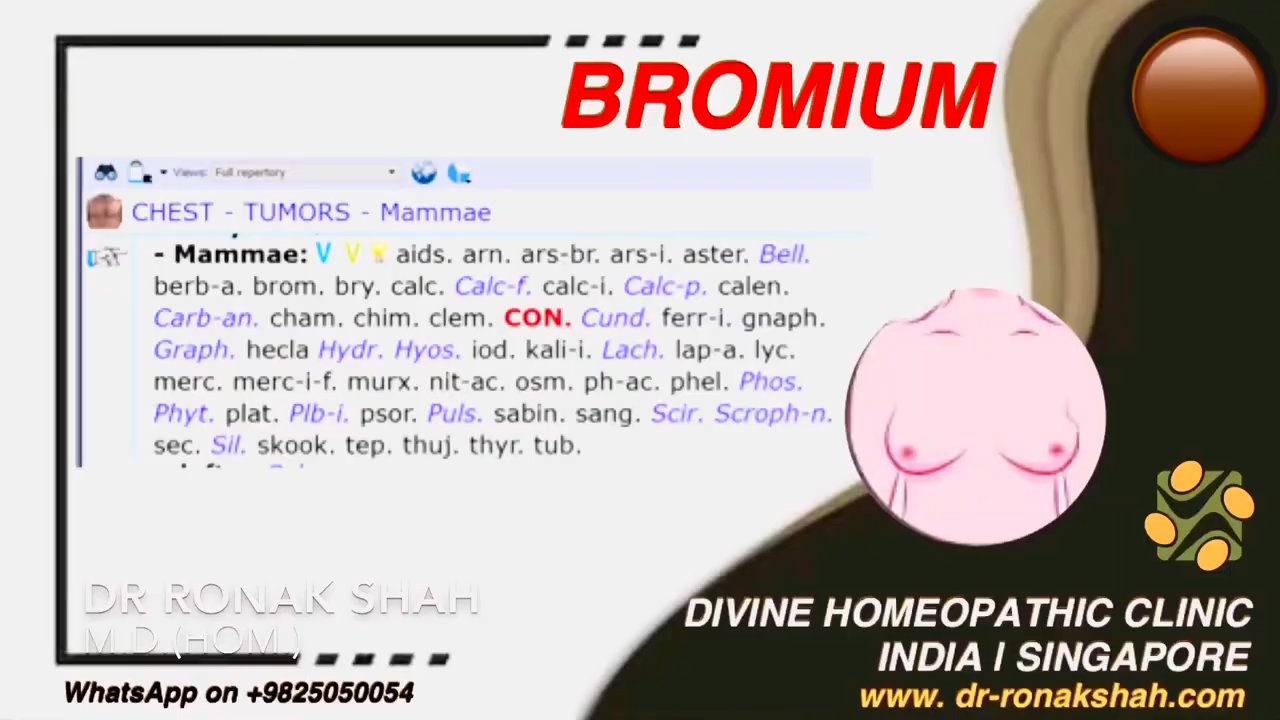 BROMIUM
Views: Full repertory
CHEST - TUMORS - Mammae
- Mammae: V V aids. arn. ars-br. ars-i. aster. Bell.
berb-a. brom. bry. calc. Calc-f. calc-i. Calc-p. calen.
Carb-an. cham. chim. clem. CON. Cund. ferr-i. gnaph.
Graph. hecla Hydr. Hyos. iod. kali-i. Lach. lap-a. lyc.
merc. merc-i-f. murx. nit-ac. osm. ph-ac. phel. Phos.
Phyt. plat. Plb-i. psor. Puls. sabin. sang. Scir. Scroph-n.
sec. Sil. skook. tep. thuj. thyr. tub.
DR RONAK SHAH
M.D.(HOM.)
WhatsApp on +9825050054
DIVINE HOMEOPATHIC CLINIC
INDIA | SINGAPORE
www. dr-ronakshah.com